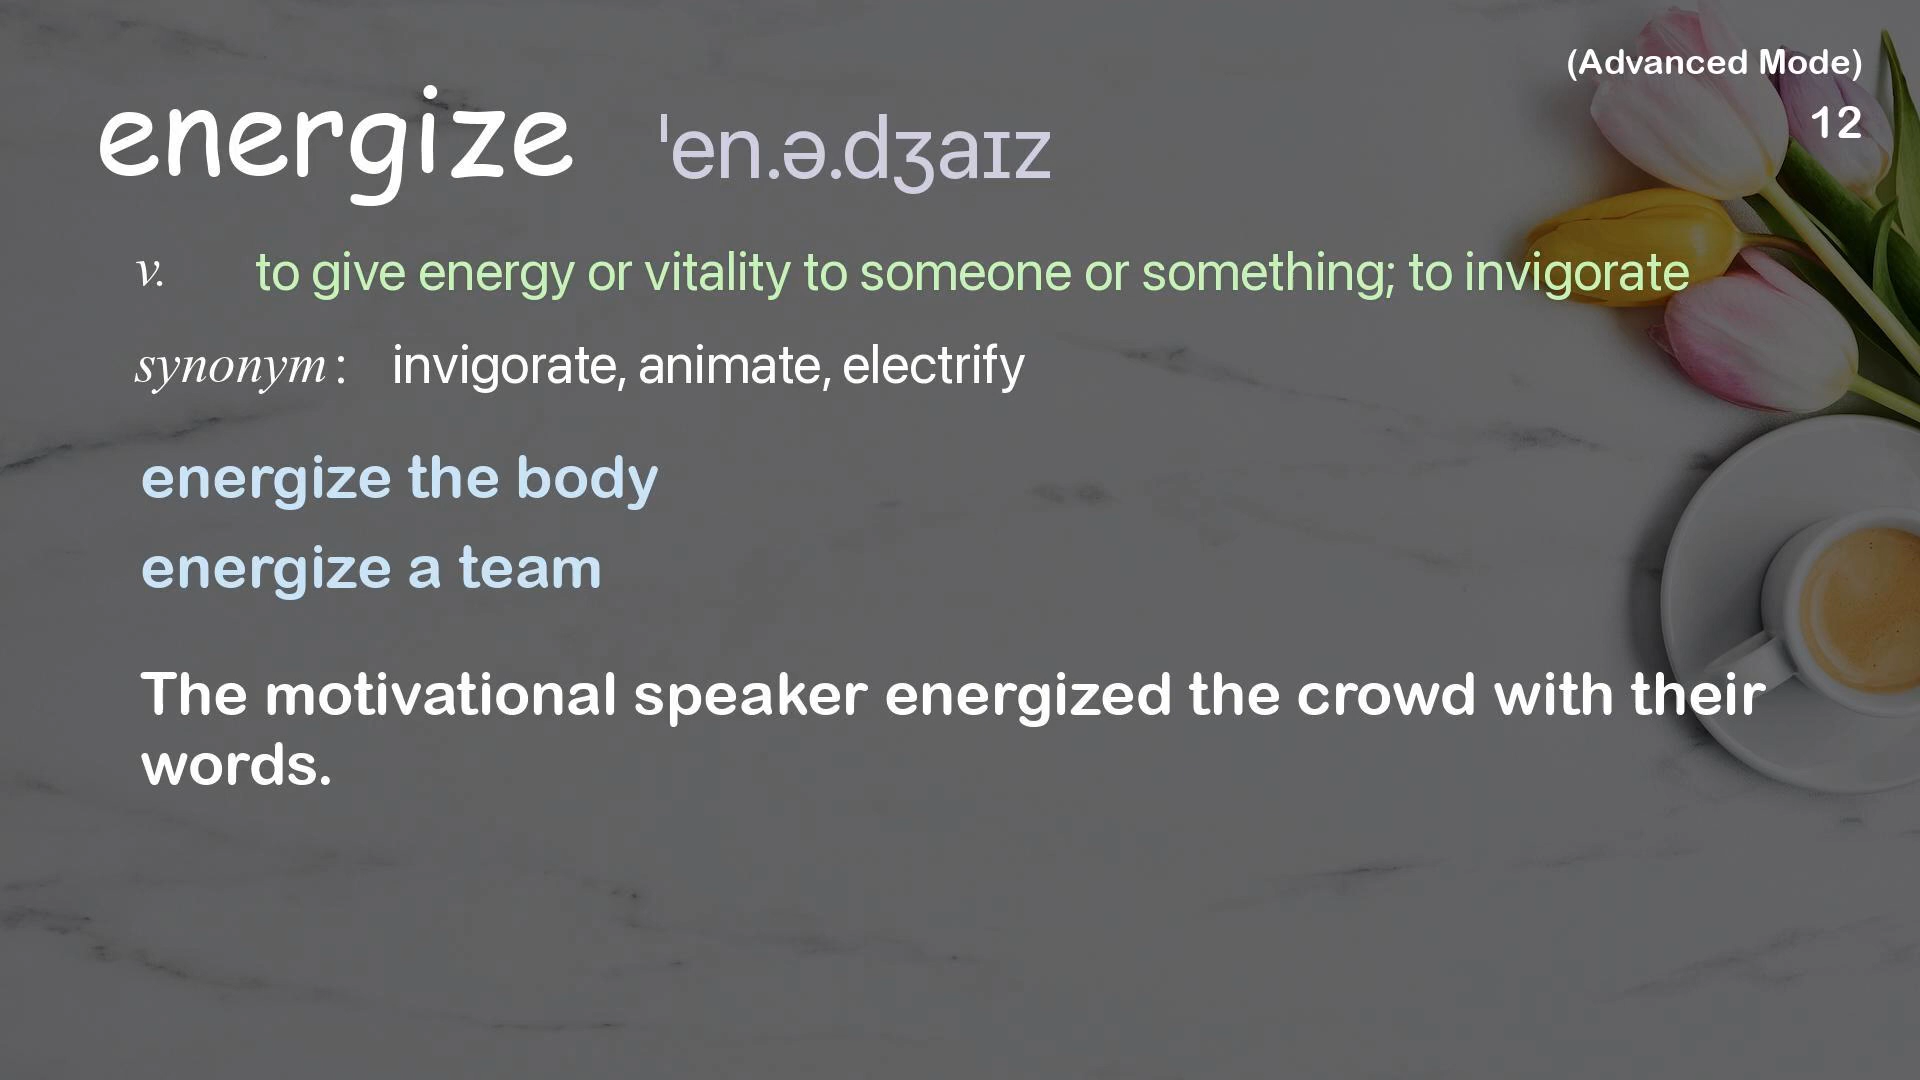 (Advanced Mode)
12
energize ˈen.ə.dʒaɪz
v. to give energy or vitality to someone or something; to invigorate
synonym : invigorate, animate, electrify
energize the body
energize a team
The motivational speaker energized the crowd with their
words.